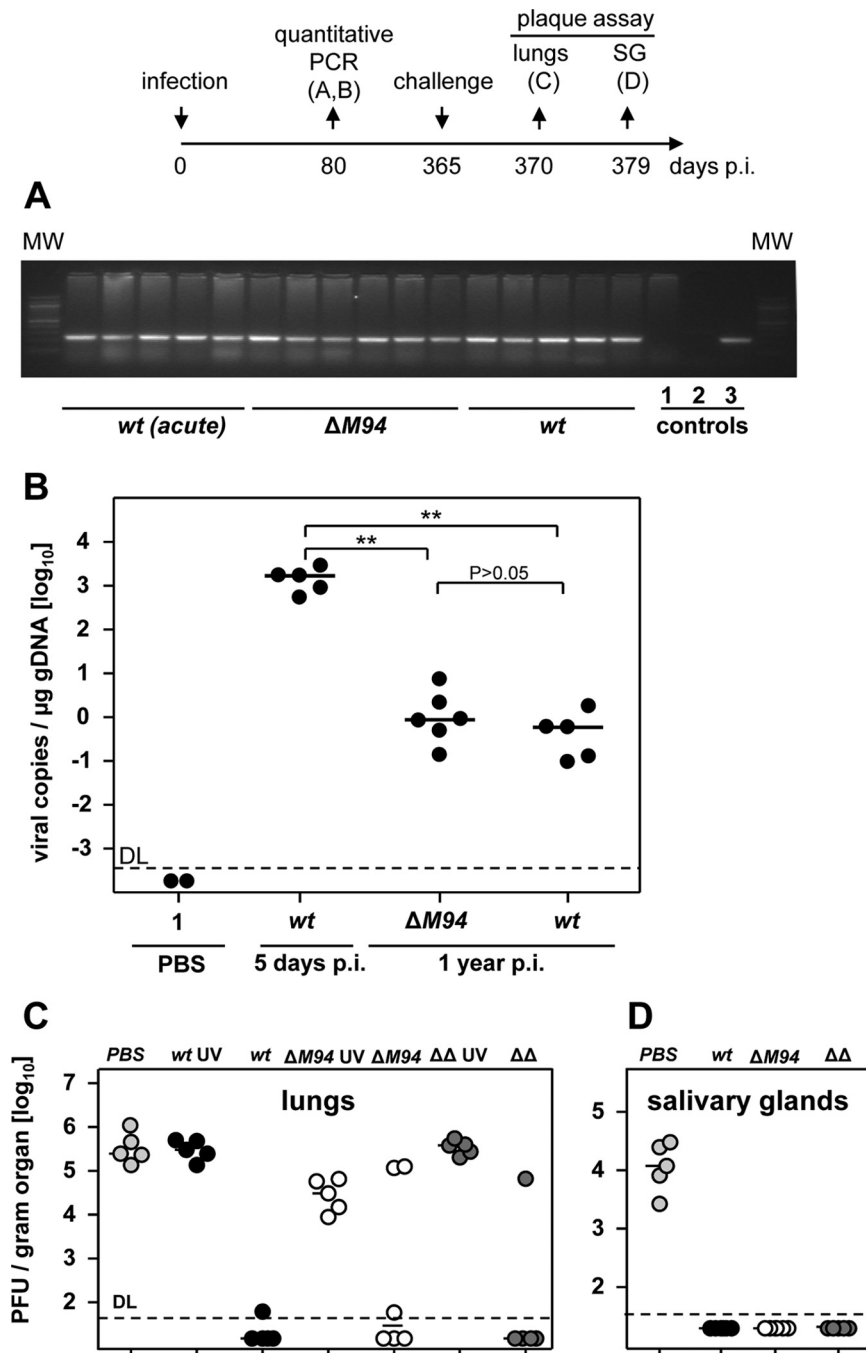 plaque assay
quantitative
PCR
(A,B)
lungs
(C)
SG
(D)
infection
challenge
0
80
365
370
379
days p.i.
A
MW
MW
1 2 3
wt (acute)
ΔM94
wt
controls
B
viral copies / µg gDNA [log10]
4
3
2
1
0
-1
-2
-3
**
**
P>0.05
DL
1
wt
ΔM94
wt
PBS
5 days p.i.
1 year p.i.
C
PBS
wt UV
wt
ΔM94 UV
ΔM94
ΔΔ UV
ΔΔ
lungs
PFU / gram organ [log10]
7
6
5
4
3
2
DL
D
PBS
wt
ΔM94
ΔΔ
salivary glands
5
4
3
2